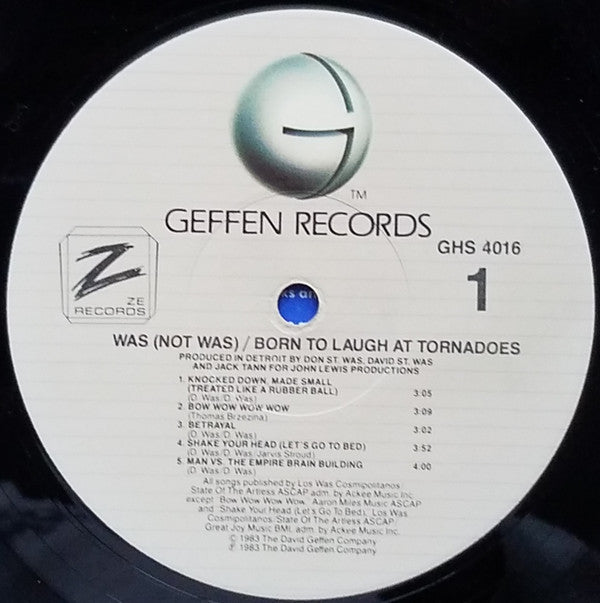 TM
GEFFEN RECORDS
GHS 4016
1
Z
ZE
RECORDS
WAS (NOT WAS) / BORN TO LAUGH AT TORNADOES
PRODUCED IN DETROIT BY DON ST. WAS, DAVID ST. WAS
AND JACK TANN FOR JOHN LEWIS PRODUCTIONS
1. KNOCKED DOWN, MADE SMALL
(TREATED LIKE A RUBBER BALL) 3:05
(D. Was/D. Was)
2. BOW WOW WOW WOW 3:09
(Thomas Brzezina)
3. BETRAYAL 3:02
(D. Was/D. Was)
4. SHAKE YOUR HEAD (LET'S GO TO BED) 3:52
(D. Was/D. Was/Jarvis Stroud)
5. MAN VS. THE EMPIRE BRAIN BUILDING 4:00
(D. Was/D. Was)
All songs published by Los Was Cosmipolitanos/
State Of The Artless ASCAP adm. by Ackee Music Inc.
except: Bow Wow Wow Wow, Aaron Miles Music ASCAP
and Shake Your Head (Let's Go To Bed), Los Was
Cosmipolitanos/State Of The Artless ASCAP/
Great Joy Music BMI, adm. by Ackee Music Inc.
© 1983 The David Geffen Company
℗ 1983 The David Geffen Company